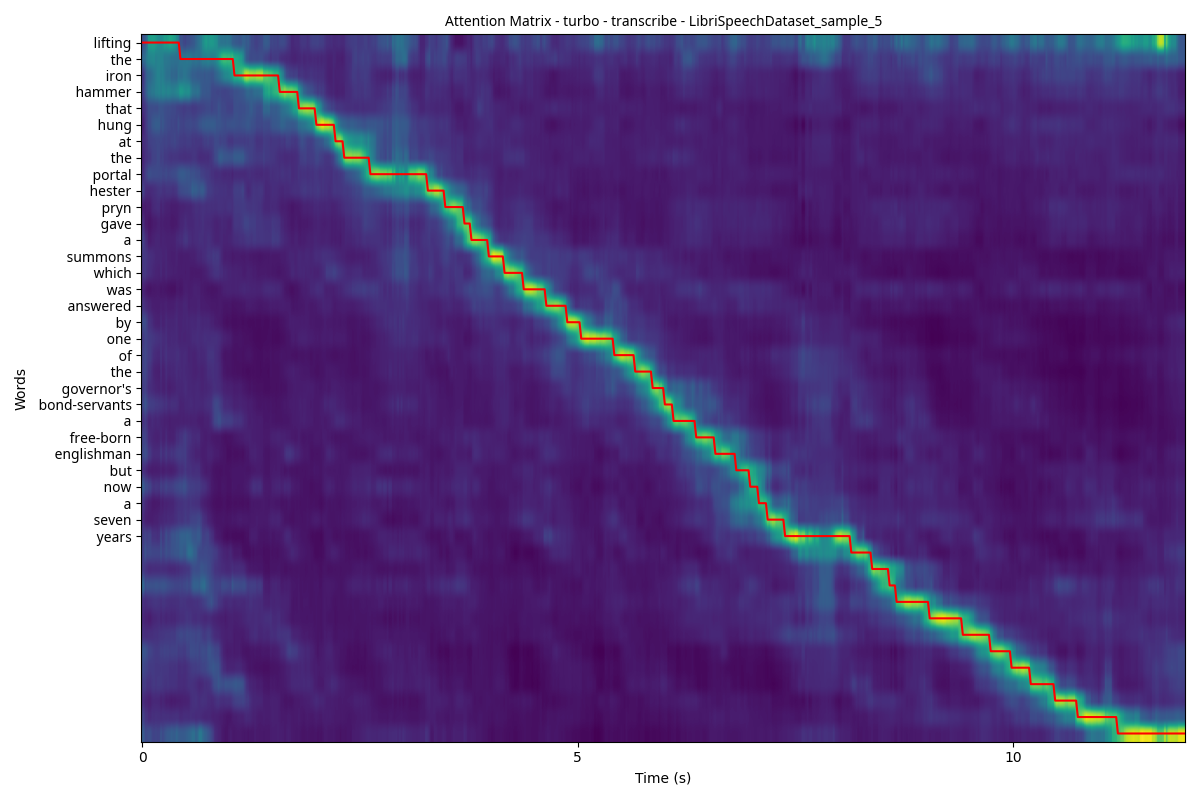 Attention Matrix - turbo - transcribe - LibriSpeechDataset_sample_5
lifting
the
iron
hammer
that
hung
at
the
portal
hester
pryn
gave
a
summons
which
was
answered
by
one
of
the
governor's
bond-servants
a
free-born
englishman
but
now
a
seven
years
Words
0 5 10
Time (s)